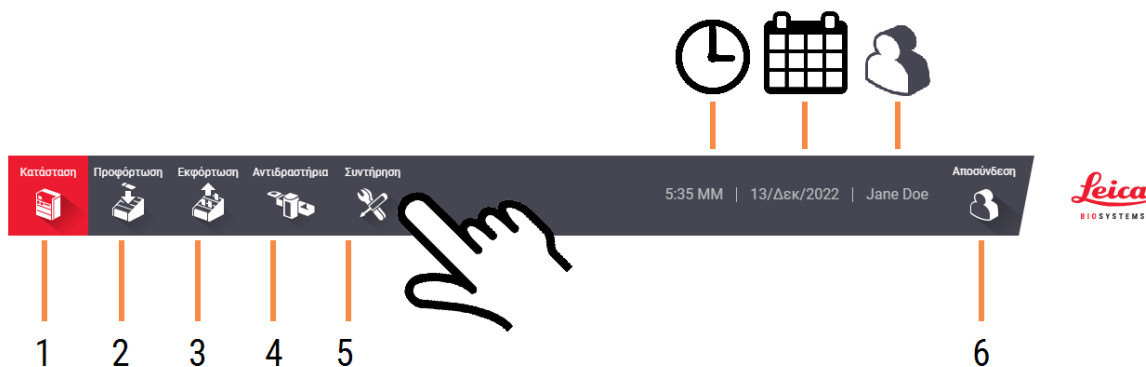 Κατάσταση
Προφόρτωση
Εκφόρτωση
Αντιδραστήρια
Συντήρηση
5:35 ΜΜ | 13/Δεκ/2022 | Jane Doe
Αποσύνδεση
Leica
BIOSYSTEMS
1 2 3 4 5 6